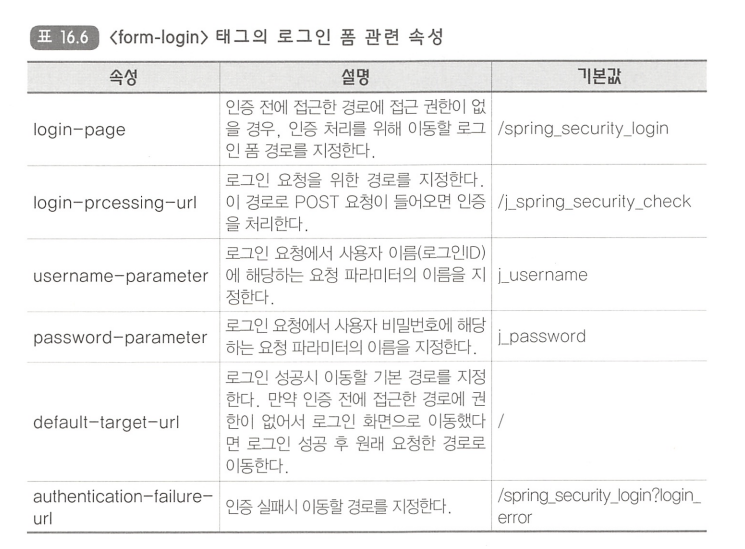 표 16.6 <form-login> 태그의 로그인 폼 관련 속성
속성 설명 기본값
login-page
인증 전에 접근한 경로에 접근 권한이 없
을 경우, 인증 처리를 위해 이동할 로그
인 폼 경로를 지정한다.
/spring_security_login
login-prcessing-url
로그인 요청을 위한 경로를 지정한다.
이 경로로 POST 요청이 들어오면 인증
을 처리한다.
/j_spring_security_check
username-parameter
로그인 요청에서 사용자 이름(로그인ID)
에 해당하는 요청 파라미터의 이름을 지
정한다.
j_username
password-parameter
로그인 요청에서 사용자 비밀번호에 해당
하는 요청 파라미터의 이름을 지정한다.
j_password
default-target-url
로그인 성공시 이동할 기본 경로를 지정
한다. 만약 인증 전에 접근한 경로에 권
한이 없어서 로그인 화면으로 이동했다
면 로그인 성공 후 원래 요청한 경로로
이동한다.
/
authentication-failure-
url
인증 실패시 이동할 경로를 지정한다.
/spring_security_login?login_
error